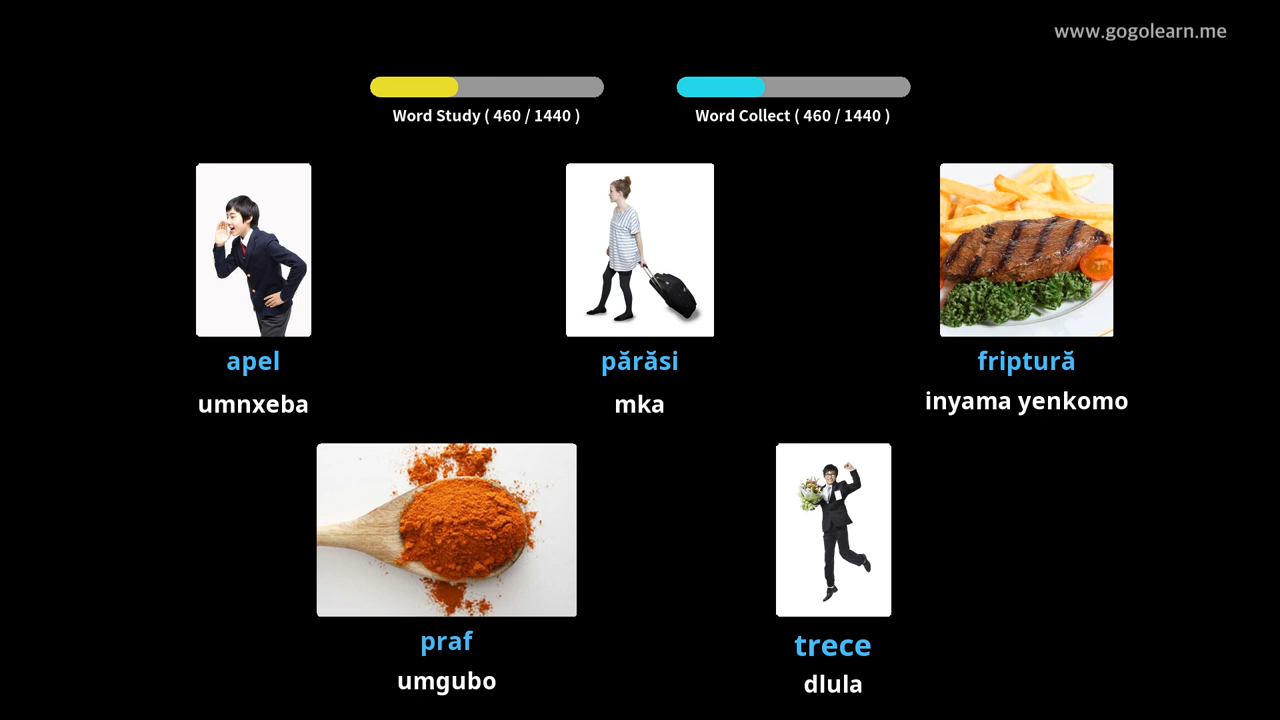 www.gogolearn.me
Word Study ( 460 / 1440 )
Word Collect ( 460 / 1440 )
apel
umnxeba
părăsi
mka
friptură
inyama yenkomo
praf
umgubo
trece
dlula